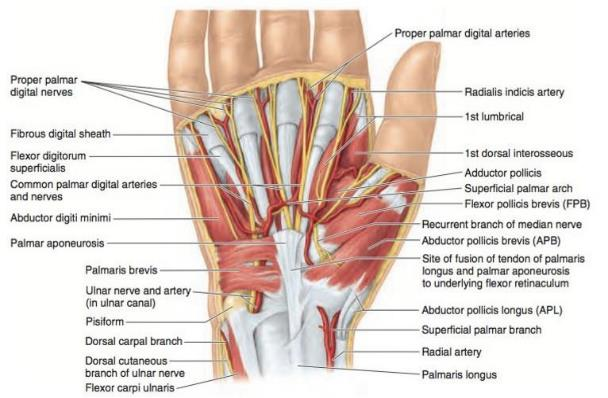 Proper palmar digital arteries
Proper palmar
digital nerves
Radialis indicis artery
1st lumbrical
Fibrous digital sheath
Flexor digitorum
superficialis
1st dorsal interosseous
Adductor pollicis
Common palmar digital arteries
and nerves
Superficial palmar arch
Flexor pollicis brevis (FPB)
Abductor digiti minimi
Recurrent branch of median nerve
Palmar aponeurosis
Abductor pollicis brevis (APB)
Site of fusion of tendon of palmaris
longus and palmar aponeurosis
to underlying flexor retinaculum
Palmaris brevis
Ulnar nerve and artery
(in ulnar canal)
Abductor pollicis longus (APL)
Pisiform
Superficial palmar branch
Dorsal carpal branch
Radial artery
Dorsal cutaneous
branch of ulnar nerve
Palmaris longus
Flexor carpi ulnaris